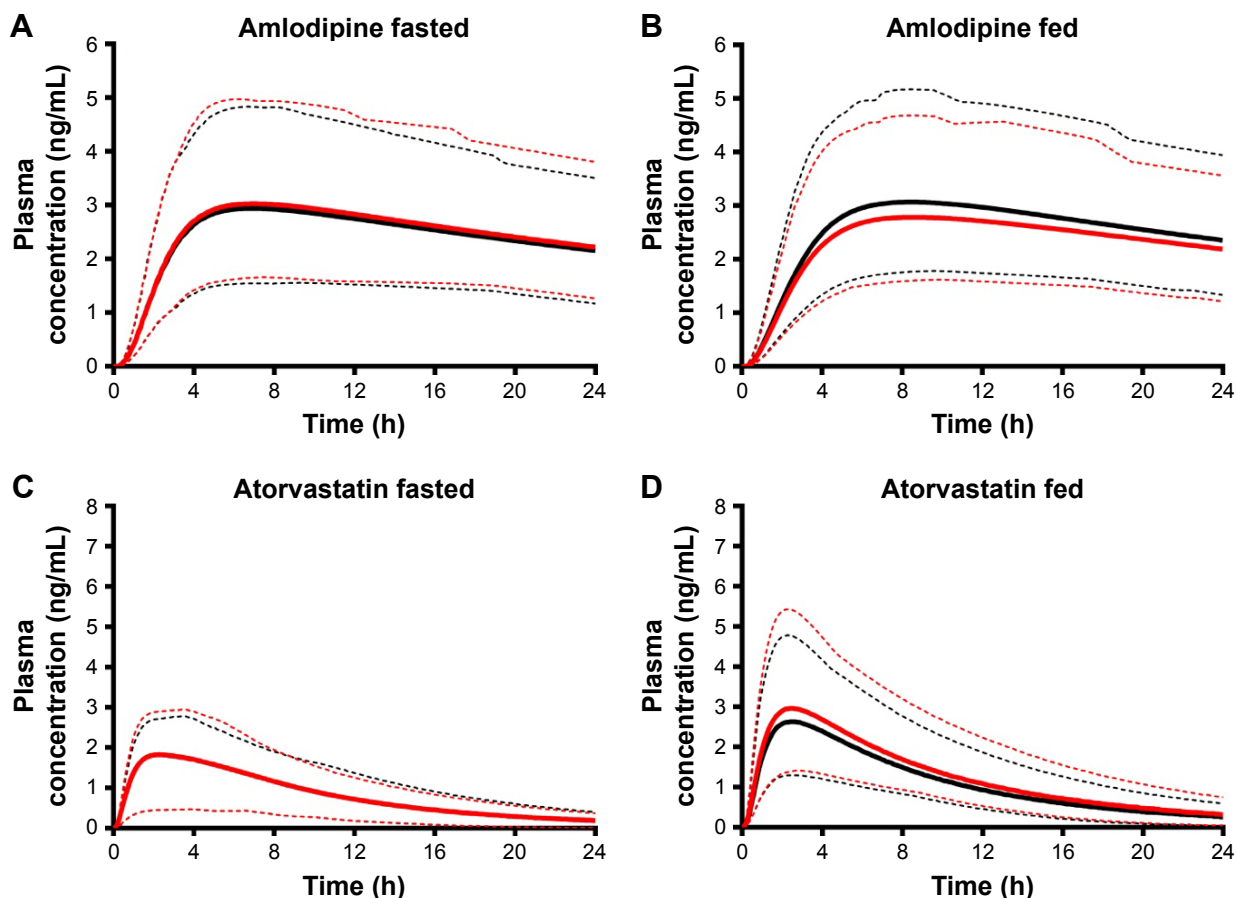 A
Amlodipine fasted
Plasma
concentration (ng/mL)
6
5
4
3
2
1
0
0 4 8 12 16 20 24
Time (h)
B
Amlodipine fed
Plasma
concentration (ng/mL)
6
5
4
3
2
1
0
0 4 8 12 16 20 24
Time (h)
C
Atorvastatin fasted
Plasma
concentration (ng/mL)
8
7
6
5
4
3
2
1
0
0 4 8 12 16 20 24
Time (h)
D
Atorvastatin fed
Plasma
concentration (ng/mL)
8
7
6
5
4
3
2
1
0
0 4 8 12 16 20 24
Time (h)